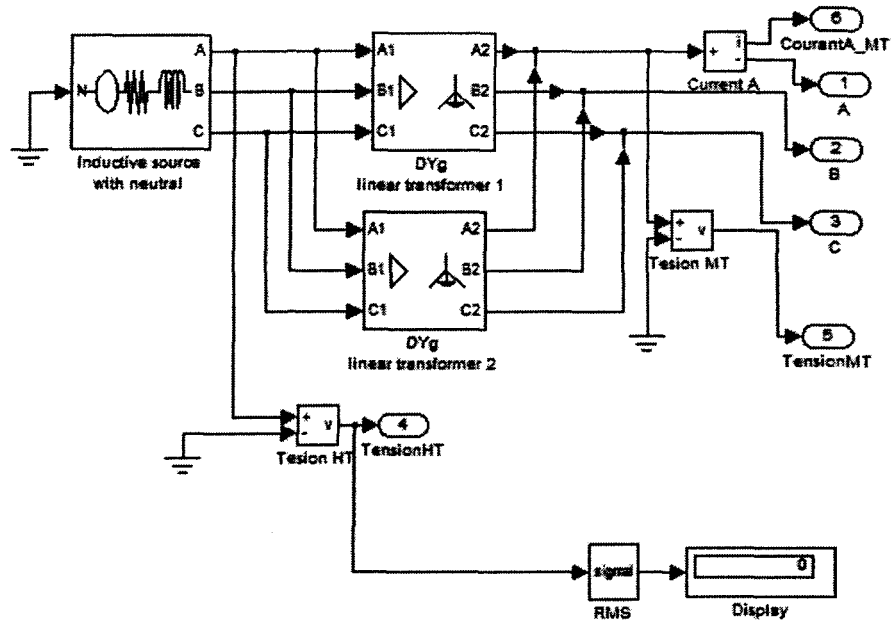 6
CourantA_MT
A
A1
A2
+
i
-
Current A
1
A
N
B
B1
B2
2
B
C
C1
C2
Inductive source
with neutral
DYg
linear transformer 1
3
C
A1
A2
+
-
v
Tesion MT
B1
B2
C1
C2
5
TensionMT
DYg
linear transformer 2
+
-
v
Tesion HT
4
TensionHT
signal
RMS
0
Display